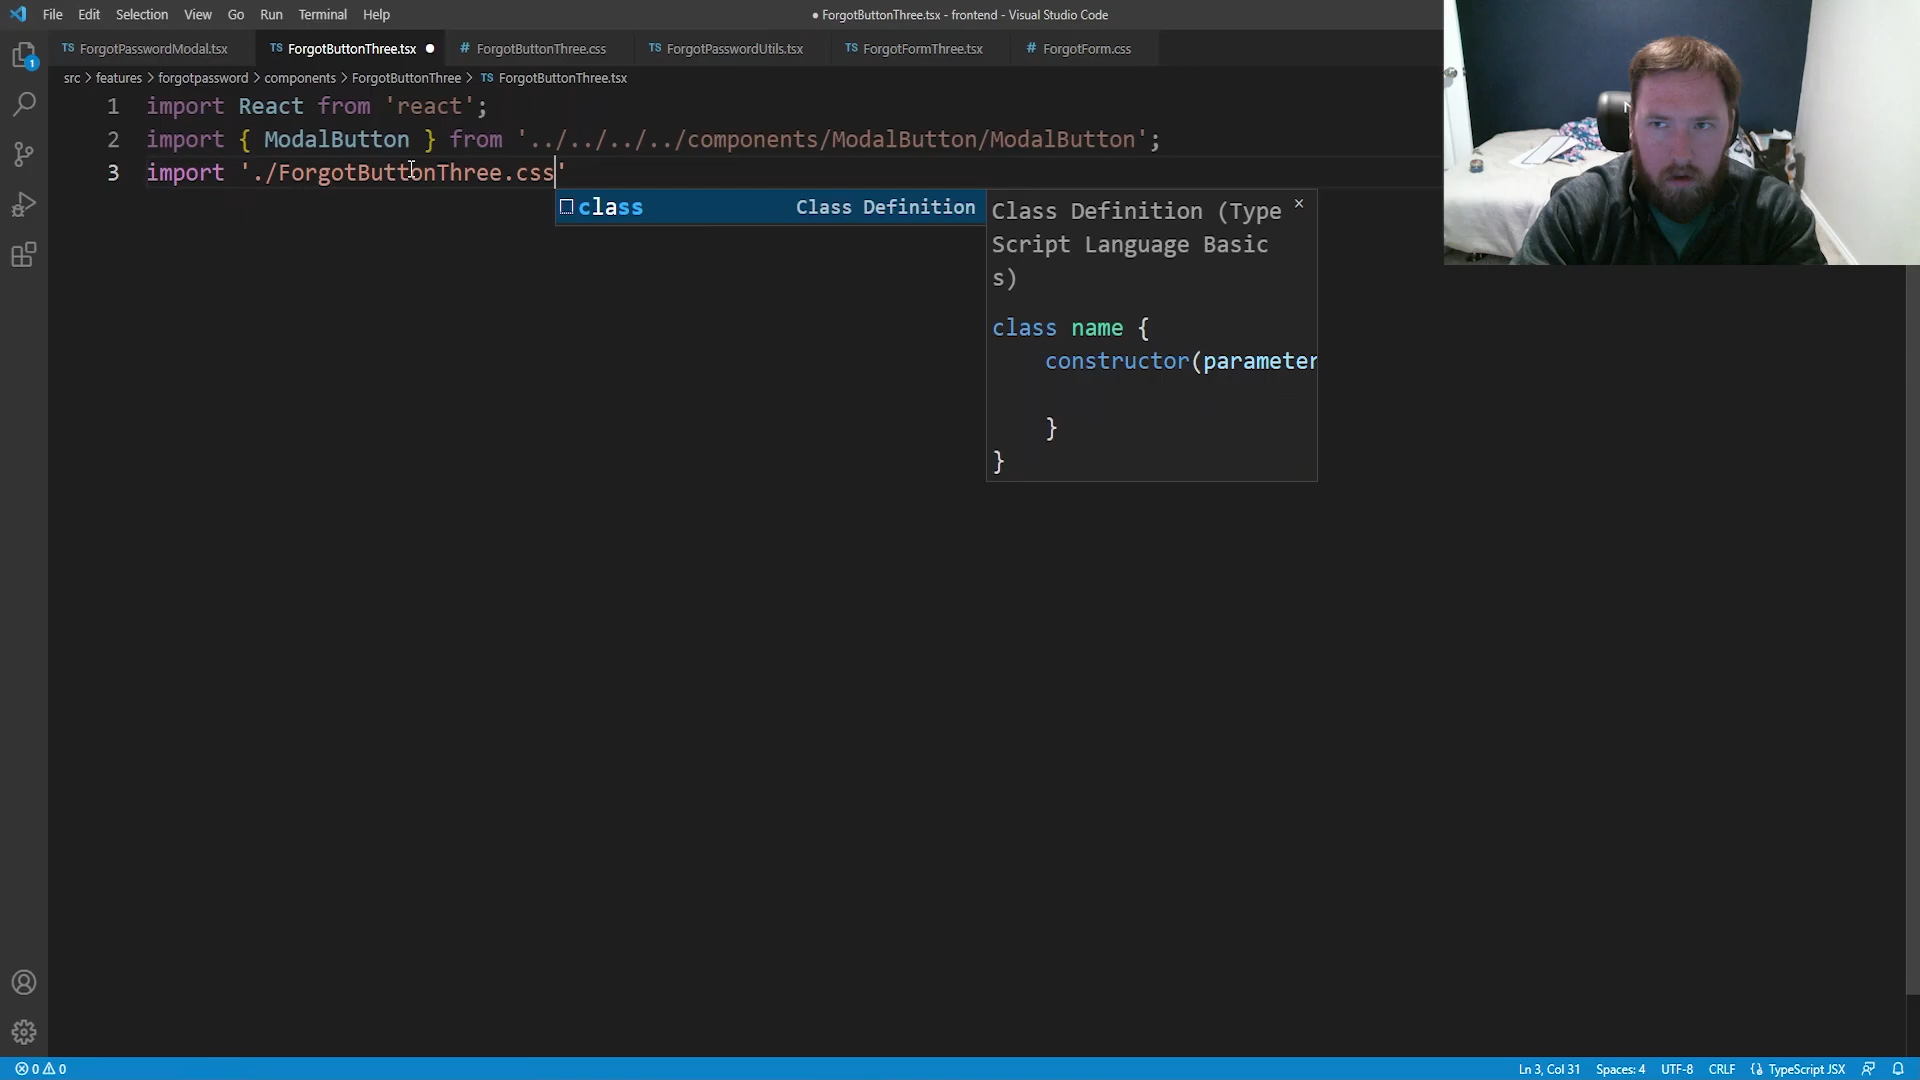 File Edit Selection View Go Run Terminal Help
● ForgotButtonThree.tsx - frontend - Visual Studio Code
TS ForgotPasswordModal.tsx TS ForgotButtonThree.tsx # ForgotButtonThree.css TS ForgotPasswordUtils.tsx TS ForgotFormThree.tsx # ForgotForm.css
src > features > forgotpassword > components > ForgotButtonThree > TS ForgotButtonThree.tsx
1 import React from 'react';
2 import { ModalButton } from '../../../../components/ModalButton/ModalButton';
3 import './ForgotButtonThree.css'
class Class Definition
Class Definition (Type
Script Language Basic
s)
class name {
constructor(parameter
}
}
1
0 0
Ln 3, Col 31 Spaces: 4 UTF-8 CRLF {} TypeScript JSX